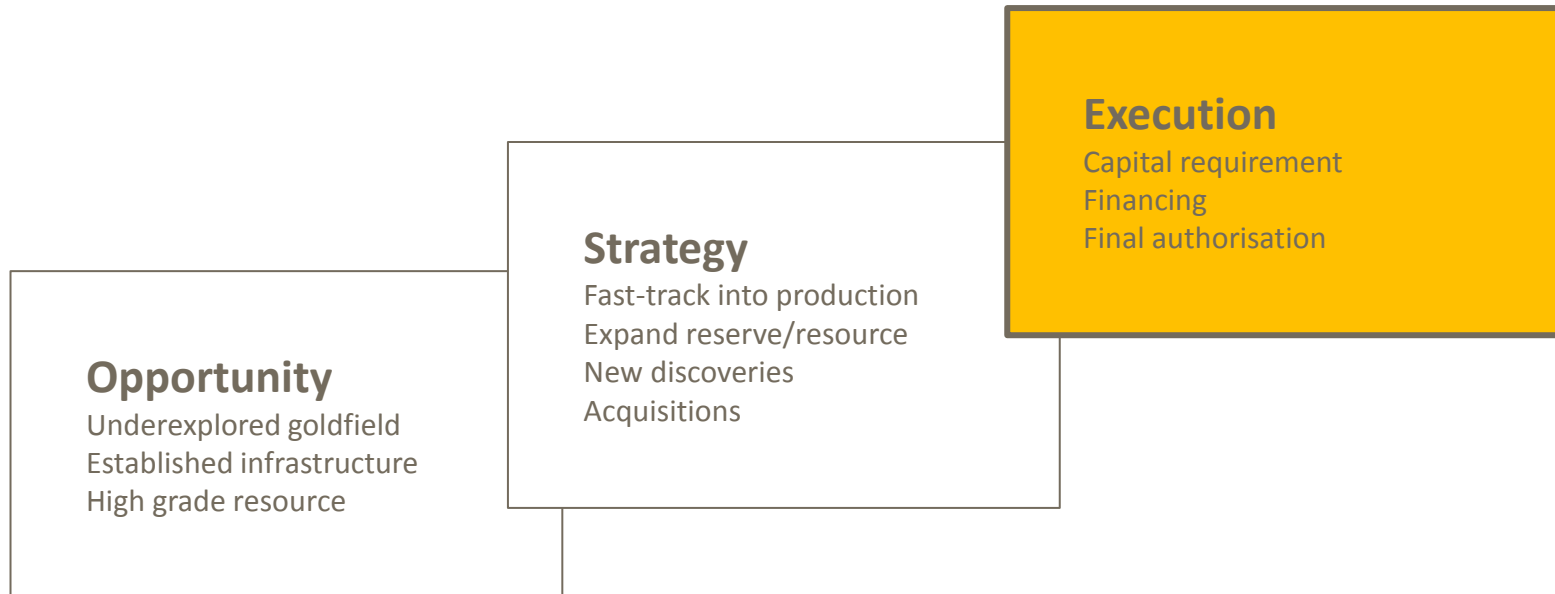 Opportunity
Underexplored goldfield
Established infrastructure
High grade resource
Strategy
Fast-track into production
Expand reserve/resource
New discoveries
Acquisitions
Execution
Capital requirement
Financing
Final authorisation